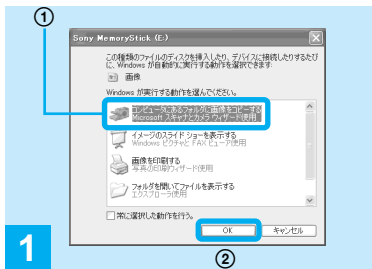 ①
Sony MemoryStick (E:)
この種類のファイルのディスクを挿入したり、デバイスに接続したりするたび
に、Windows が自動的に実行する動作を選択できます:
画像
Windows が実行する動作を選んでください。
コンピュータにあるフォルダに画像をコピーする
Microsoft スキャナとカメラ ウィザード使用
イメージのスライド ショーを表示する
Windows ピクチャと FAX ビューア使用
画像を印刷する
写真の印刷ウィザード使用
フォルダを開いてファイルを表示する
エクスプローラ使用
常に選択した動作を行う。
OK
キャンセル
1
②